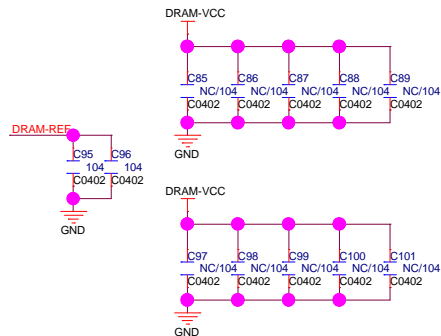 DRAM-VCC
C85 C86 C87 C88 C89
NC/104 NC/104 NC/104 NC/104 NC/104
C0402 C0402 C0402 C0402 C0402
GND
DRAM-REF
C95 C96
104 104
C0402 C0402
GND
DRAM-VCC
C97 C98 C99 C100 C101
NC/104 NC/104 NC/104 NC/104 NC/104
C0402 C0402 C0402 C0402 C0402
GND